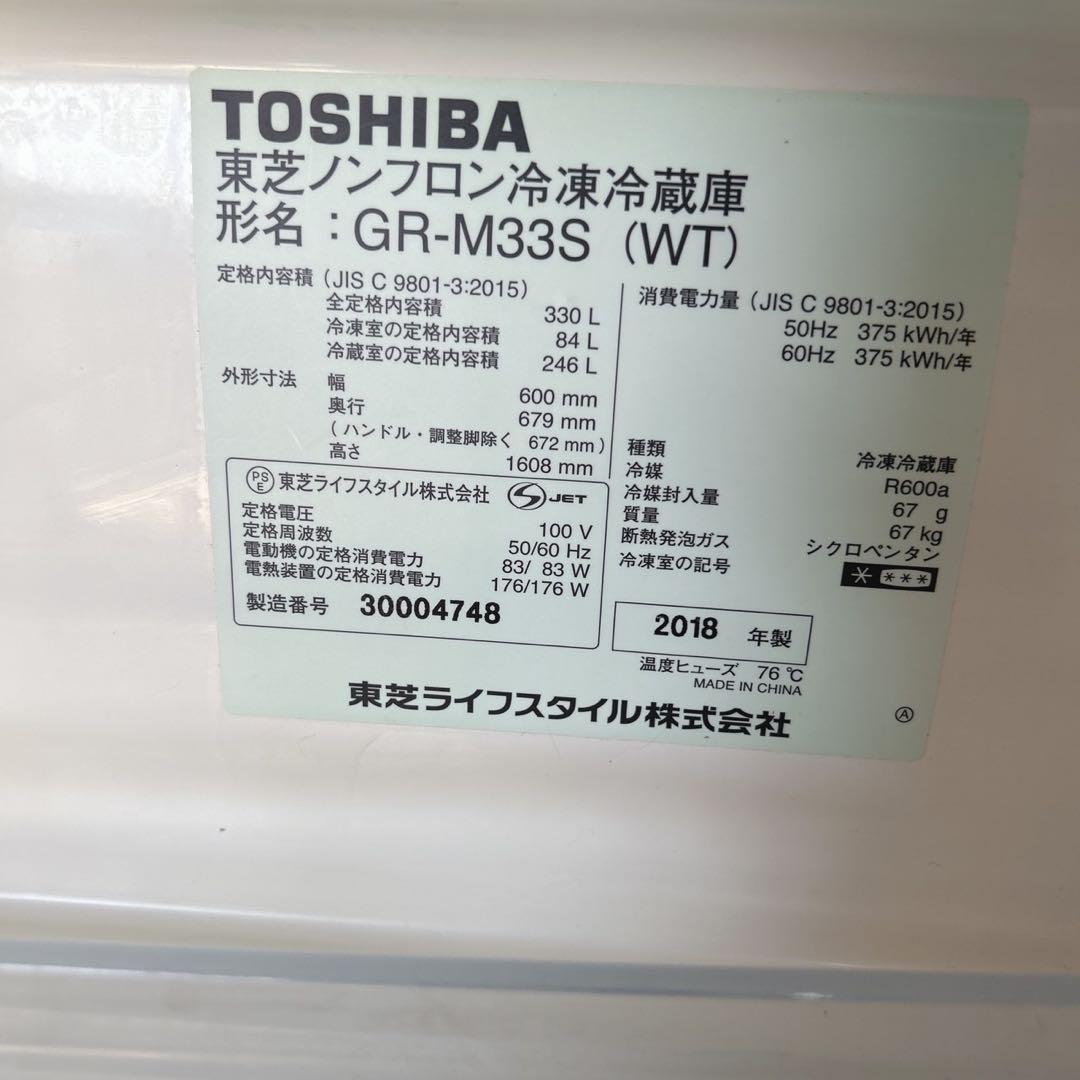 TOSHIBA
東芝ノンフロン冷凍冷蔵庫
形名：GR-M33S (WT)
定格内容積 (JIS C 9801-3:2015)
全定格内容積 330 L
冷凍室の定格内容積 84 L
冷蔵室の定格内容積 246 L
外形寸法 幅 600 mm
奥行 679 mm
(ハンドル・調整脚除く 672 mm)
高さ 1608 mm
消費電力量 (JIS C 9801-3:2015)
50Hz 375 kWh/年
60Hz 375 kWh/年
種類 冷凍冷蔵庫
冷媒 R600a
冷媒封入量 67 g
質量 67 kg
断熱発泡ガス シクロペンタン
冷凍室の記号 * ***
PSE 東芝ライフスタイル株式会社 S JET
定格電圧 100 V
定格周波数 50/60 Hz
電動機の定格消費電力 83/ 83 W
電熱装置の定格消費電力 176/176 W
製造番号 30004748
2018 年製
温度ヒューズ 76 ℃
MADE IN CHINA
東芝ライフスタイル株式会社
Ⓐ